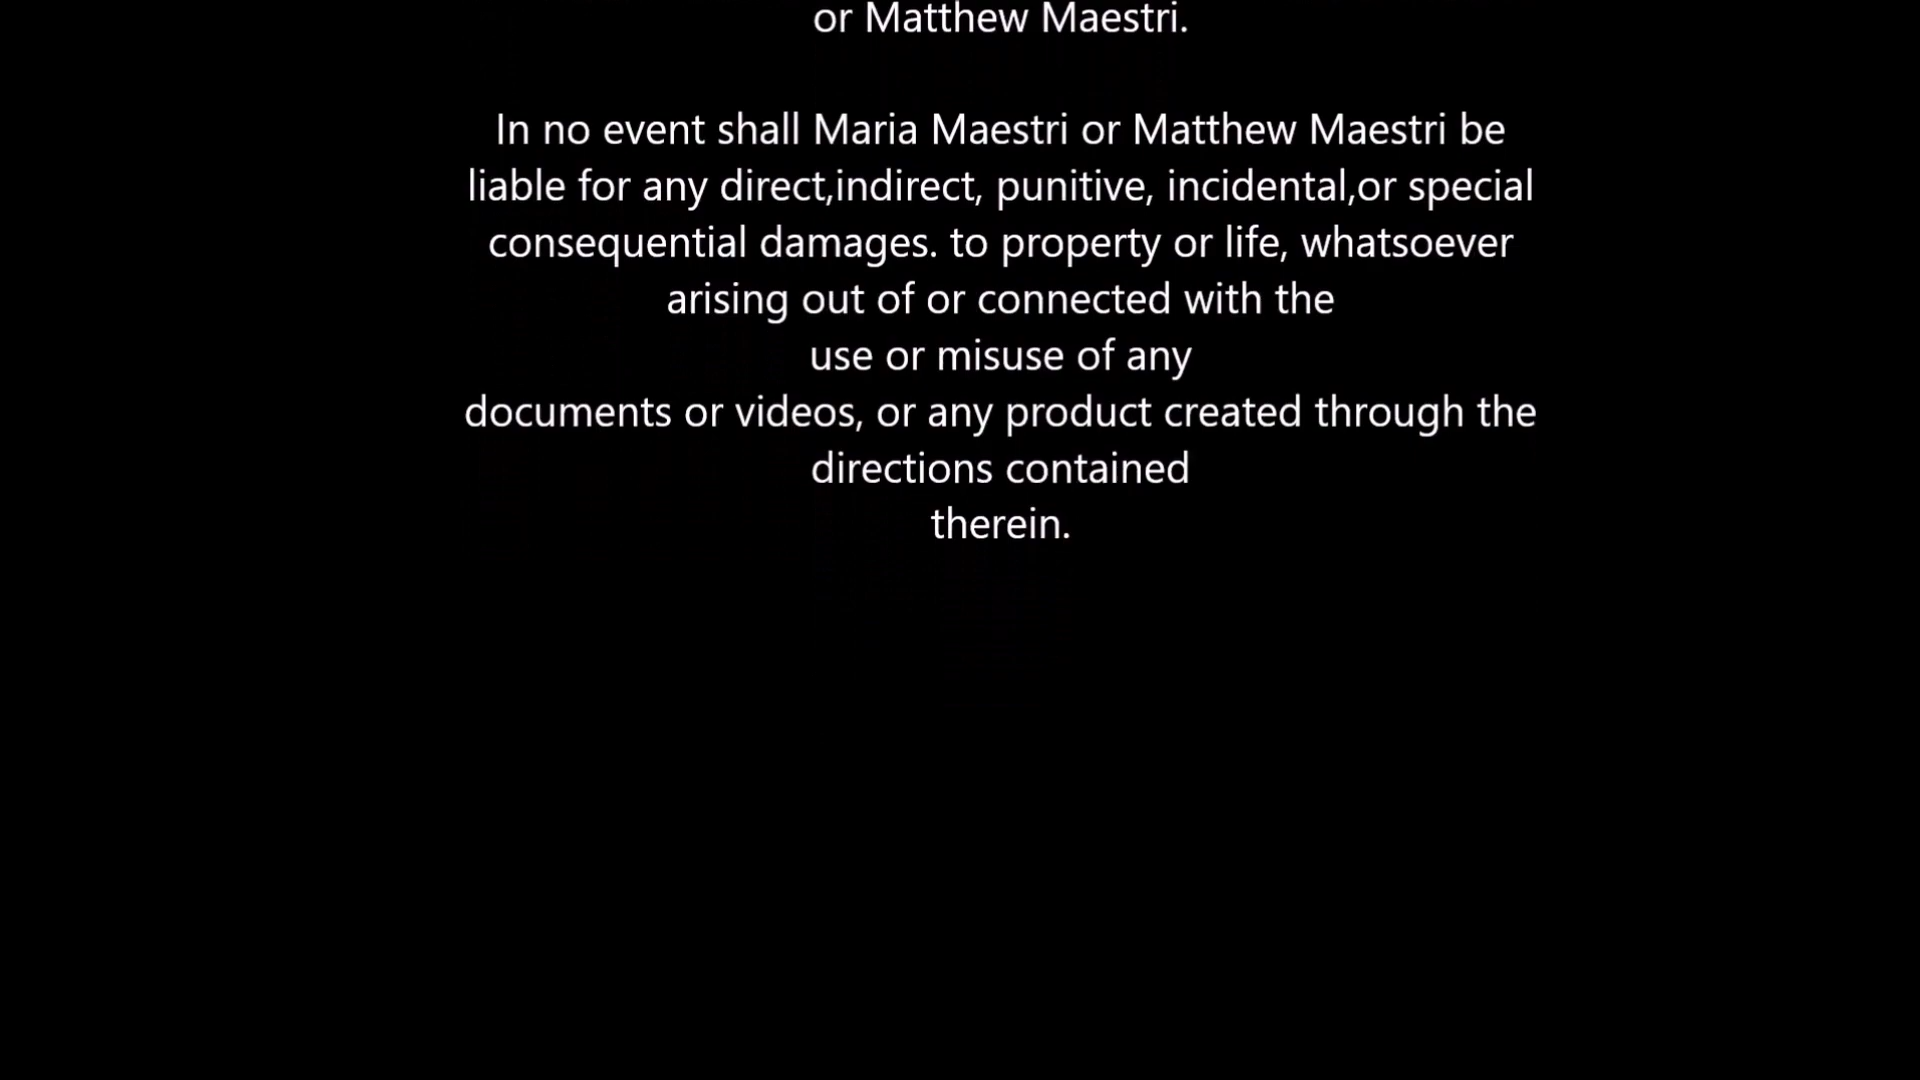 or Matthew Maestri.
In no event shall Maria Maestri or Matthew Maestri be
liable for any direct,indirect, punitive, incidental,or special
consequential damages. to property or life, whatsoever
arising out of or connected with the
use or misuse of any
documents or videos, or any product created through the
directions contained
therein.